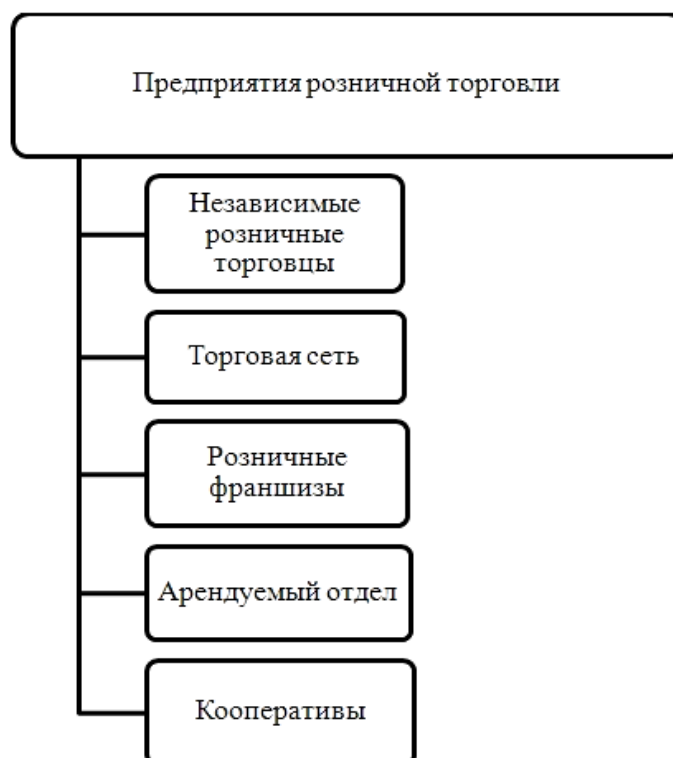 Предприятия розничной торговли
Независимые
розничные
торговцы
Торговая сеть
Розничные
франшизы
Арендуемый отдел
Кооперативы